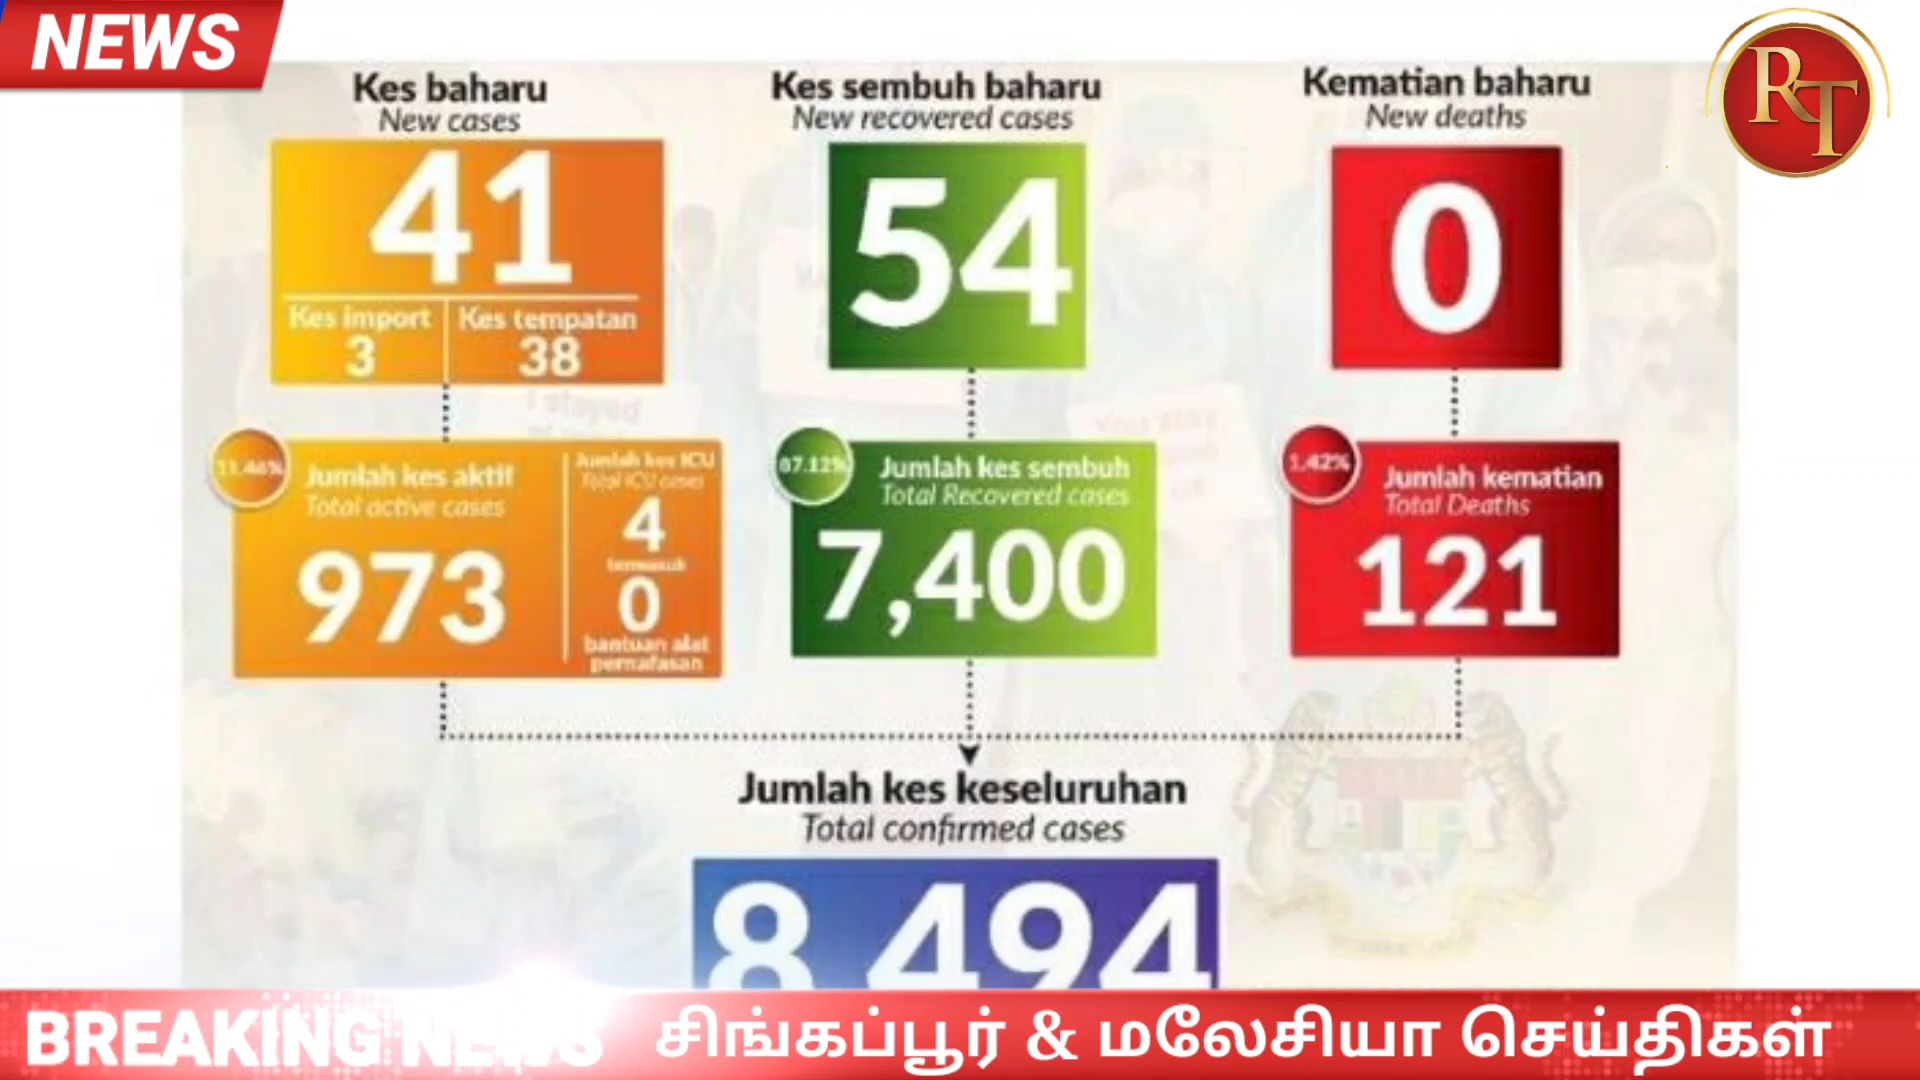 NEWS
RT
Kes baharu
New cases
41
Kes import
3
Kes tempatan
38
Kes sembuh baharu
New recovered cases
54
Kematian baharu
New deaths
0
11.46%
Jumlah kes aktif
Total active cases
973
Jumlah kes ICU
Total ICU cases
4
termasuk
0
bantuan alat
pernafasan
87.12%
Jumlah kes sembuh
Total Recovered cases
7,400
1.42%
Jumlah kematian
Total Deaths
121
I stayed
Jumlah kes keseluruhan
Total confirmed cases
8,494
BREAKING NEWS
சிங்கப்பூர் & மலேசியா செய்திகள்